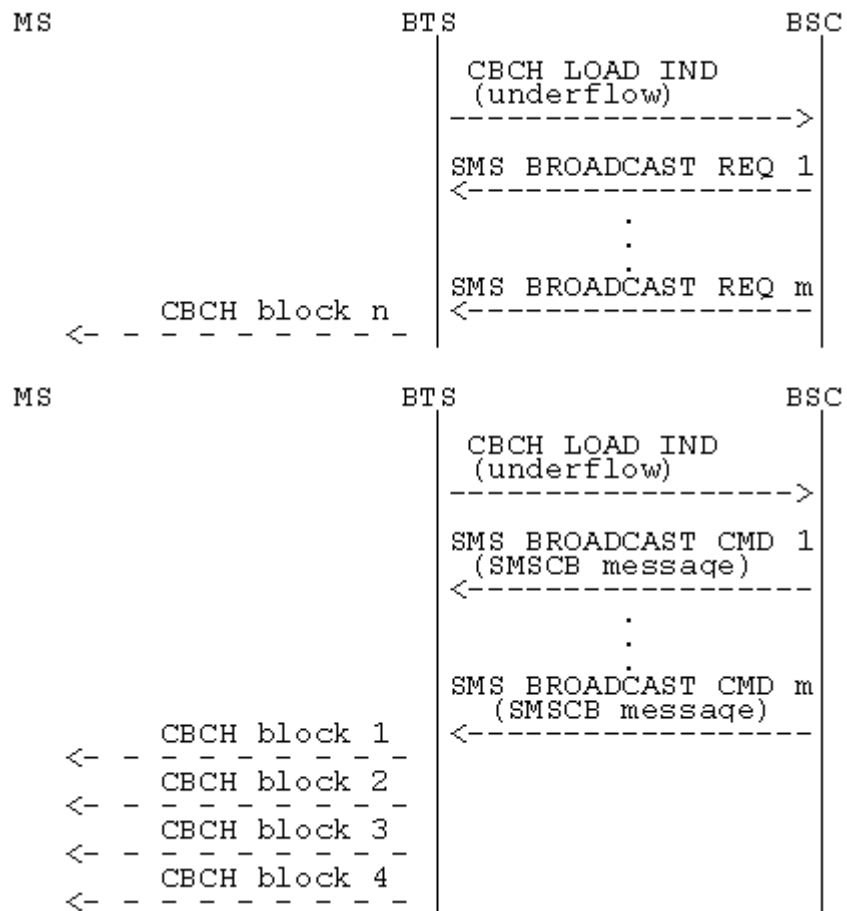 MS BTS BSC
CBCH LOAD IND
(underflow)
SMS BROADCAST REQ 1
.
.
.
SMS BROADCAST REQ m
CBCH block n
MS BTS BSC
CBCH LOAD IND
(underflow)
SMS BROADCAST CMD 1
(SMSCB message)
.
.
.
SMS BROADCAST CMD m
(SMSCB message)
CBCH block 1
CBCH block 2
CBCH block 3
CBCH block 4